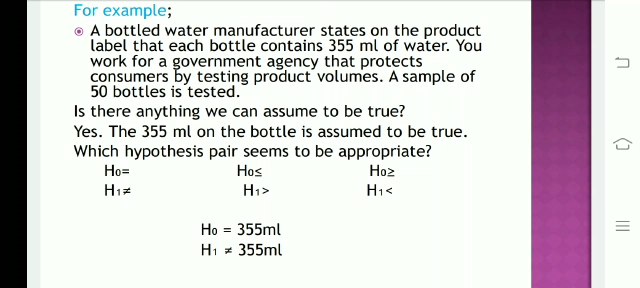 For example;
◉ A bottled water manufacturer states on the product
label that each bottle contains 355 ml of water. You
work for a government agency that protects
consumers by testing product volumes. A sample of
50 bottles is tested.
Is there anything we can assume to be true?
Yes. The 355 ml on the bottle is assumed to be true.
Which hypothesis pair seems to be appropriate?
H₀= H₀≤ H₀≥
H₁≠ H₁> H₁<
H₀ = 355ml
H₁ ≠ 355ml